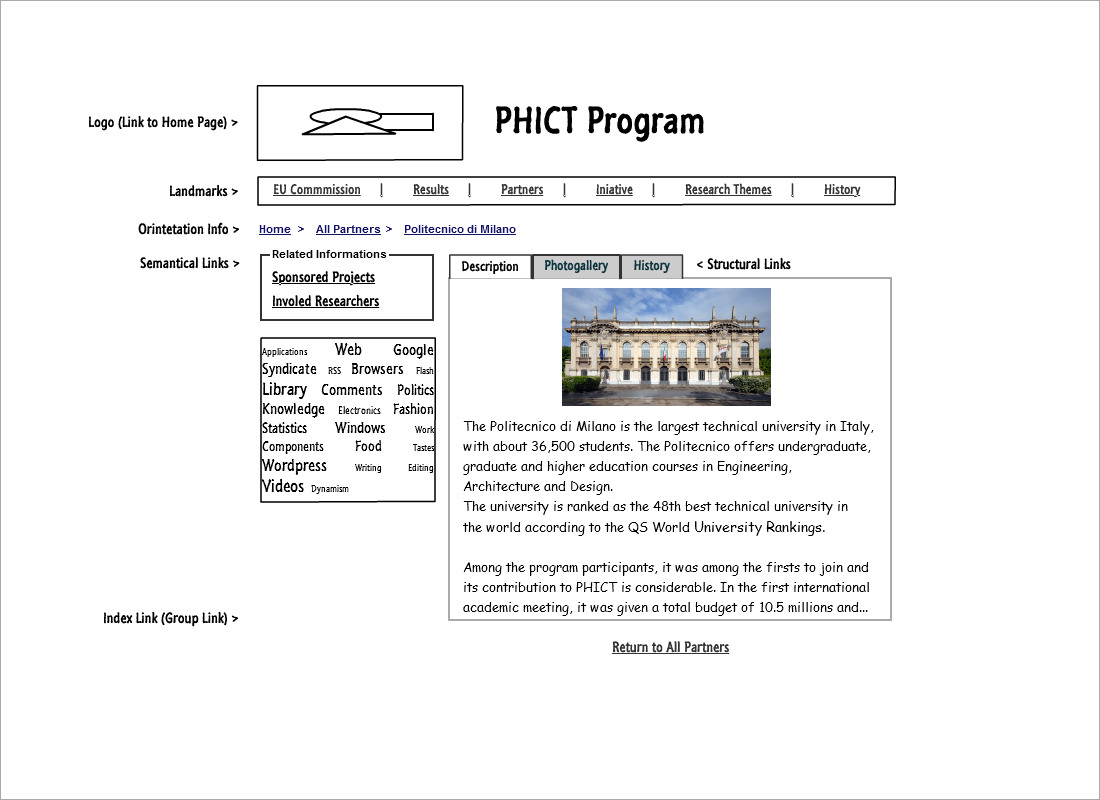 Logo (Link to Home Page) >
PHICT Program
Landmarks >
EU Commmission | Results | Partners | Iniative | Research Themes | History
Orintetation Info >
Home > All Partners > Politecnico di Milano
Semantical Links >
Related Informations
Sponsored Projects
Involed Researchers
Description Photogallery History < Structural Links
Applications Web Google
Syndicate RSS Browsers Flash
Library Comments Politics
Knowledge Electronics Fashion
Statistics Windows Work
Components Food Tastes
Wordpress Writing Editing
Videos Dynamism
The Politecnico di Milano is the largest technical university in Italy,
with about 36,500 students. The Politecnico offers undergraduate,
graduate and higher education courses in Engineering,
Architecture and Design.
The university is ranked as the 48th best technical university in
the world according to the QS World University Rankings.
Among the program participants, it was among the firsts to join and
its contribution to PHICT is considerable. In the first international
academic meeting, it was given a total budget of 10.5 millions and...
Index Link (Group Link) >
Return to All Partners